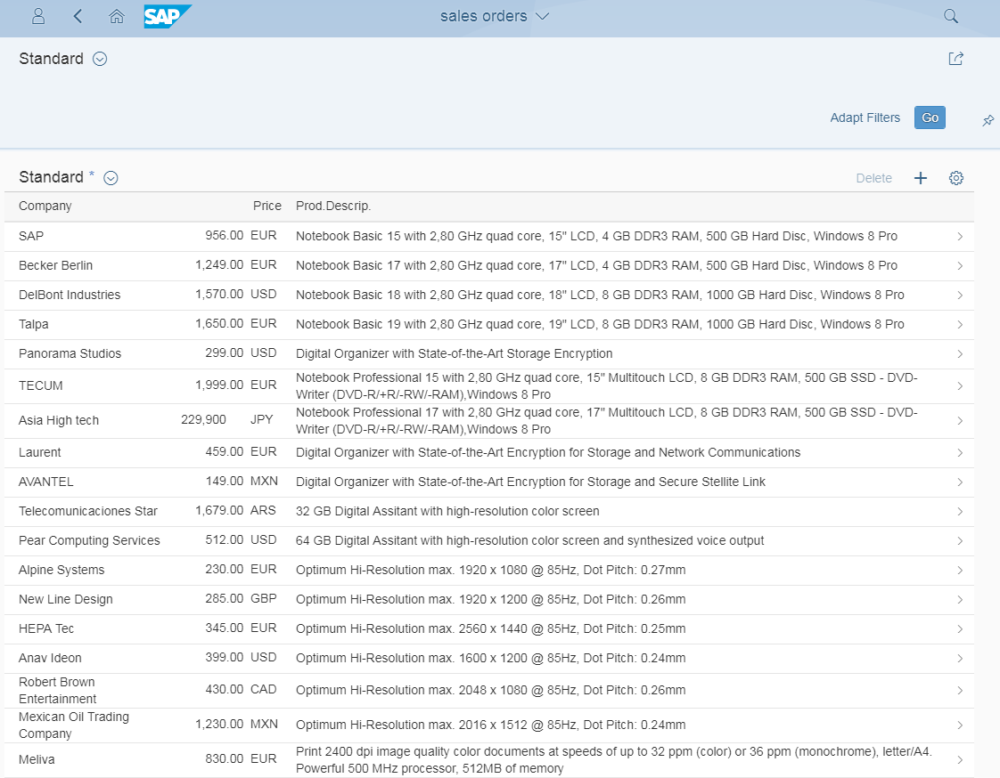 SAP
sales orders
Standard
Adapt Filters Go
Standard *
Delete
Company Price Prod.Descrip.
SAP 956.00 EUR Notebook Basic 15 with 2,80 GHz quad core, 15" LCD, 4 GB DDR3 RAM, 500 GB Hard Disc, Windows 8 Pro
Becker Berlin 1,249.00 EUR Notebook Basic 17 with 2,80 GHz quad core, 17" LCD, 4 GB DDR3 RAM, 500 GB Hard Disc, Windows 8 Pro
DelBont Industries 1,570.00 USD Notebook Basic 18 with 2,80 GHz quad core, 18" LCD, 8 GB DDR3 RAM, 1000 GB Hard Disc, Windows 8 Pro
Talpa 1,650.00 EUR Notebook Basic 19 with 2,80 GHz quad core, 19" LCD, 8 GB DDR3 RAM, 1000 GB Hard Disc, Windows 8 Pro
Panorama Studios 299.00 USD Digital Organizer with State-of-the-Art Storage Encryption
TECUM 1,999.00 EUR Notebook Professional 15 with 2,80 GHz quad core, 15" Multitouch LCD, 8 GB DDR3 RAM, 500 GB SSD - DVD-
Writer (DVD-R/+R/-RW/-RAM),Windows 8 Pro
Asia High tech 229,900 JPY Notebook Professional 17 with 2,80 GHz quad core, 17" Multitouch LCD, 8 GB DDR3 RAM, 500 GB SSD - DVD-
Writer (DVD-R/+R/-RW/-RAM),Windows 8 Pro
Laurent 459.00 EUR Digital Organizer with State-of-the-Art Encryption for Storage and Network Communications
AVANTEL 149.00 MXN Digital Organizer with State-of-the-Art Encryption for Storage and Secure Stellite Link
Telecomunicaciones Star 1,679.00 ARS 32 GB Digital Assitant with high-resolution color screen
Pear Computing Services 512.00 USD 64 GB Digital Assitant with high-resolution color screen and synthesized voice output
Alpine Systems 230.00 EUR Optimum Hi-Resolution max. 1920 x 1080 @ 85Hz, Dot Pitch: 0.27mm
New Line Design 285.00 GBP Optimum Hi-Resolution max. 1920 x 1200 @ 85Hz, Dot Pitch: 0.26mm
HEPA Tec 345.00 EUR Optimum Hi-Resolution max. 2560 x 1440 @ 85Hz, Dot Pitch: 0.25mm
Anav Ideon 399.00 USD Optimum Hi-Resolution max. 1600 x 1200 @ 85Hz, Dot Pitch: 0.24mm
Robert Brown
Entertainment 430.00 CAD Optimum Hi-Resolution max. 2048 x 1080 @ 85Hz, Dot Pitch: 0.26mm
Mexican Oil Trading
Company 1,230.00 MXN Optimum Hi-Resolution max. 2016 x 1512 @ 85Hz, Dot Pitch: 0.24mm
Meliva 830.00 EUR Print 2400 dpi image quality color documents at speeds of up to 32 ppm (color) or 36 ppm (monochrome), letter/A4.
Powerful 500 MHz processor, 512MB of memory